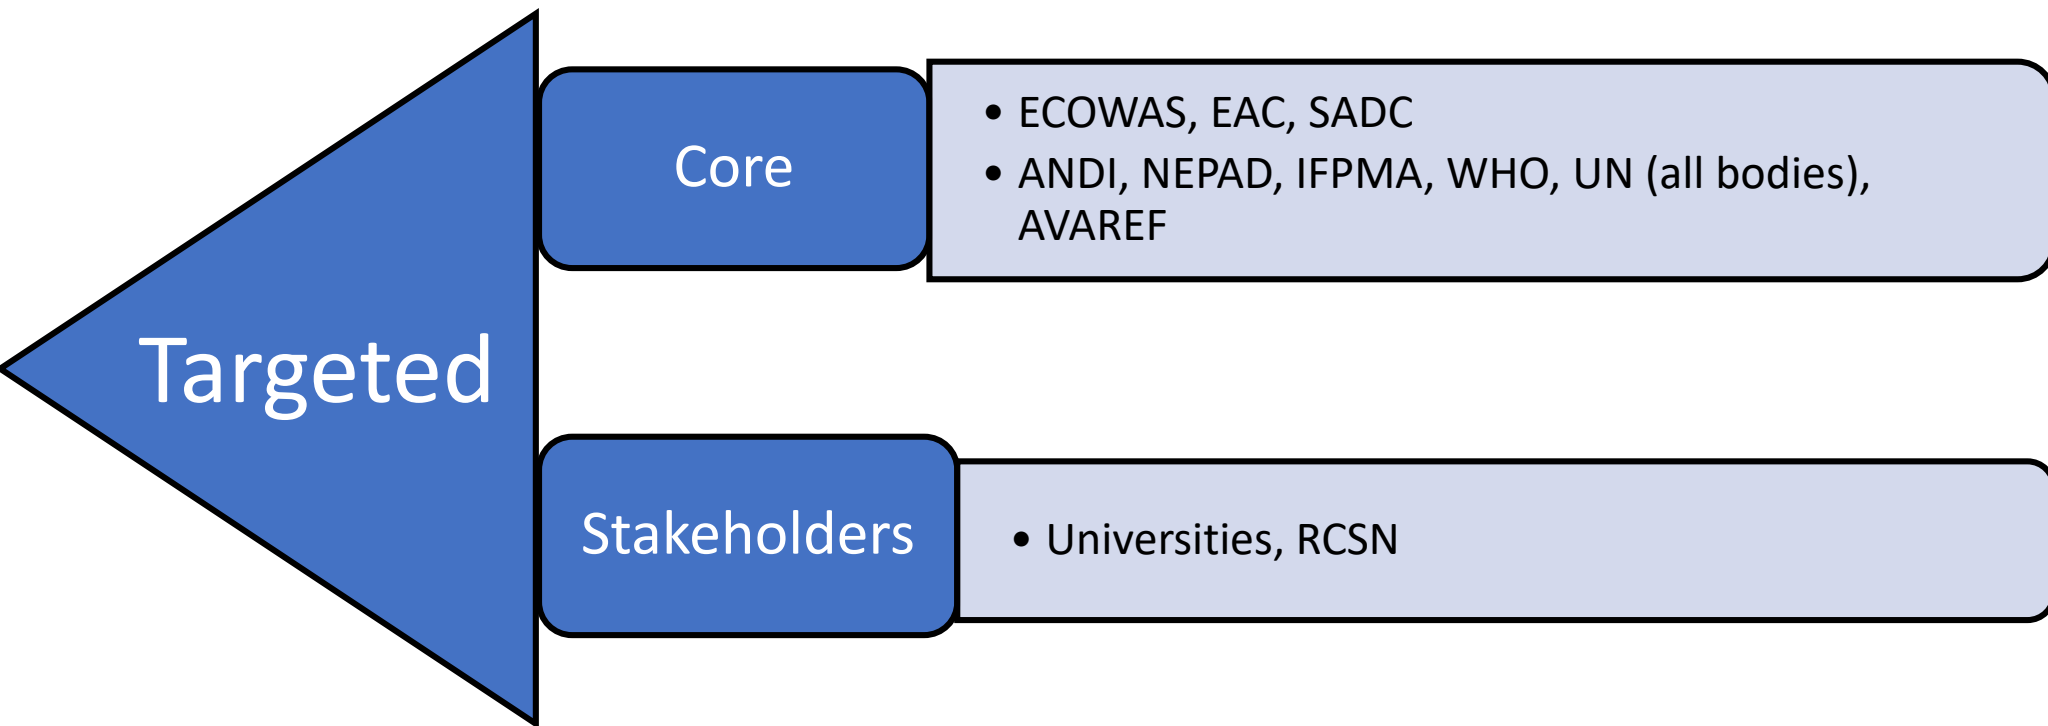 Targeted
Core
• ECOWAS, EAC, SADC
• ANDI, NEPAD, IFPMA, WHO, UN (all bodies),
AVAREF
Stakeholders
• Universities, RCSN